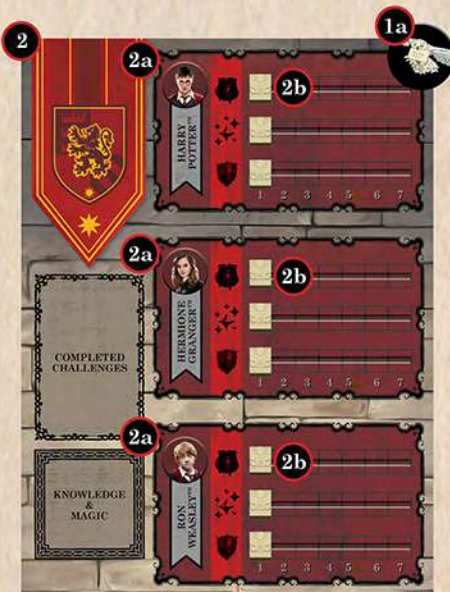 2
2a
1a
HARRY
POTTER™
2b
1 2 3 4 5 6 7
2a
HERMIONE
GRANGER™
2b
1 2 3 4 5 6 7
COMPLETED
CHALLENGES
2a
RON
WEASLEY™
2b
1 2 3 4 5 6 7
KNOWLEDGE
&
MAGIC